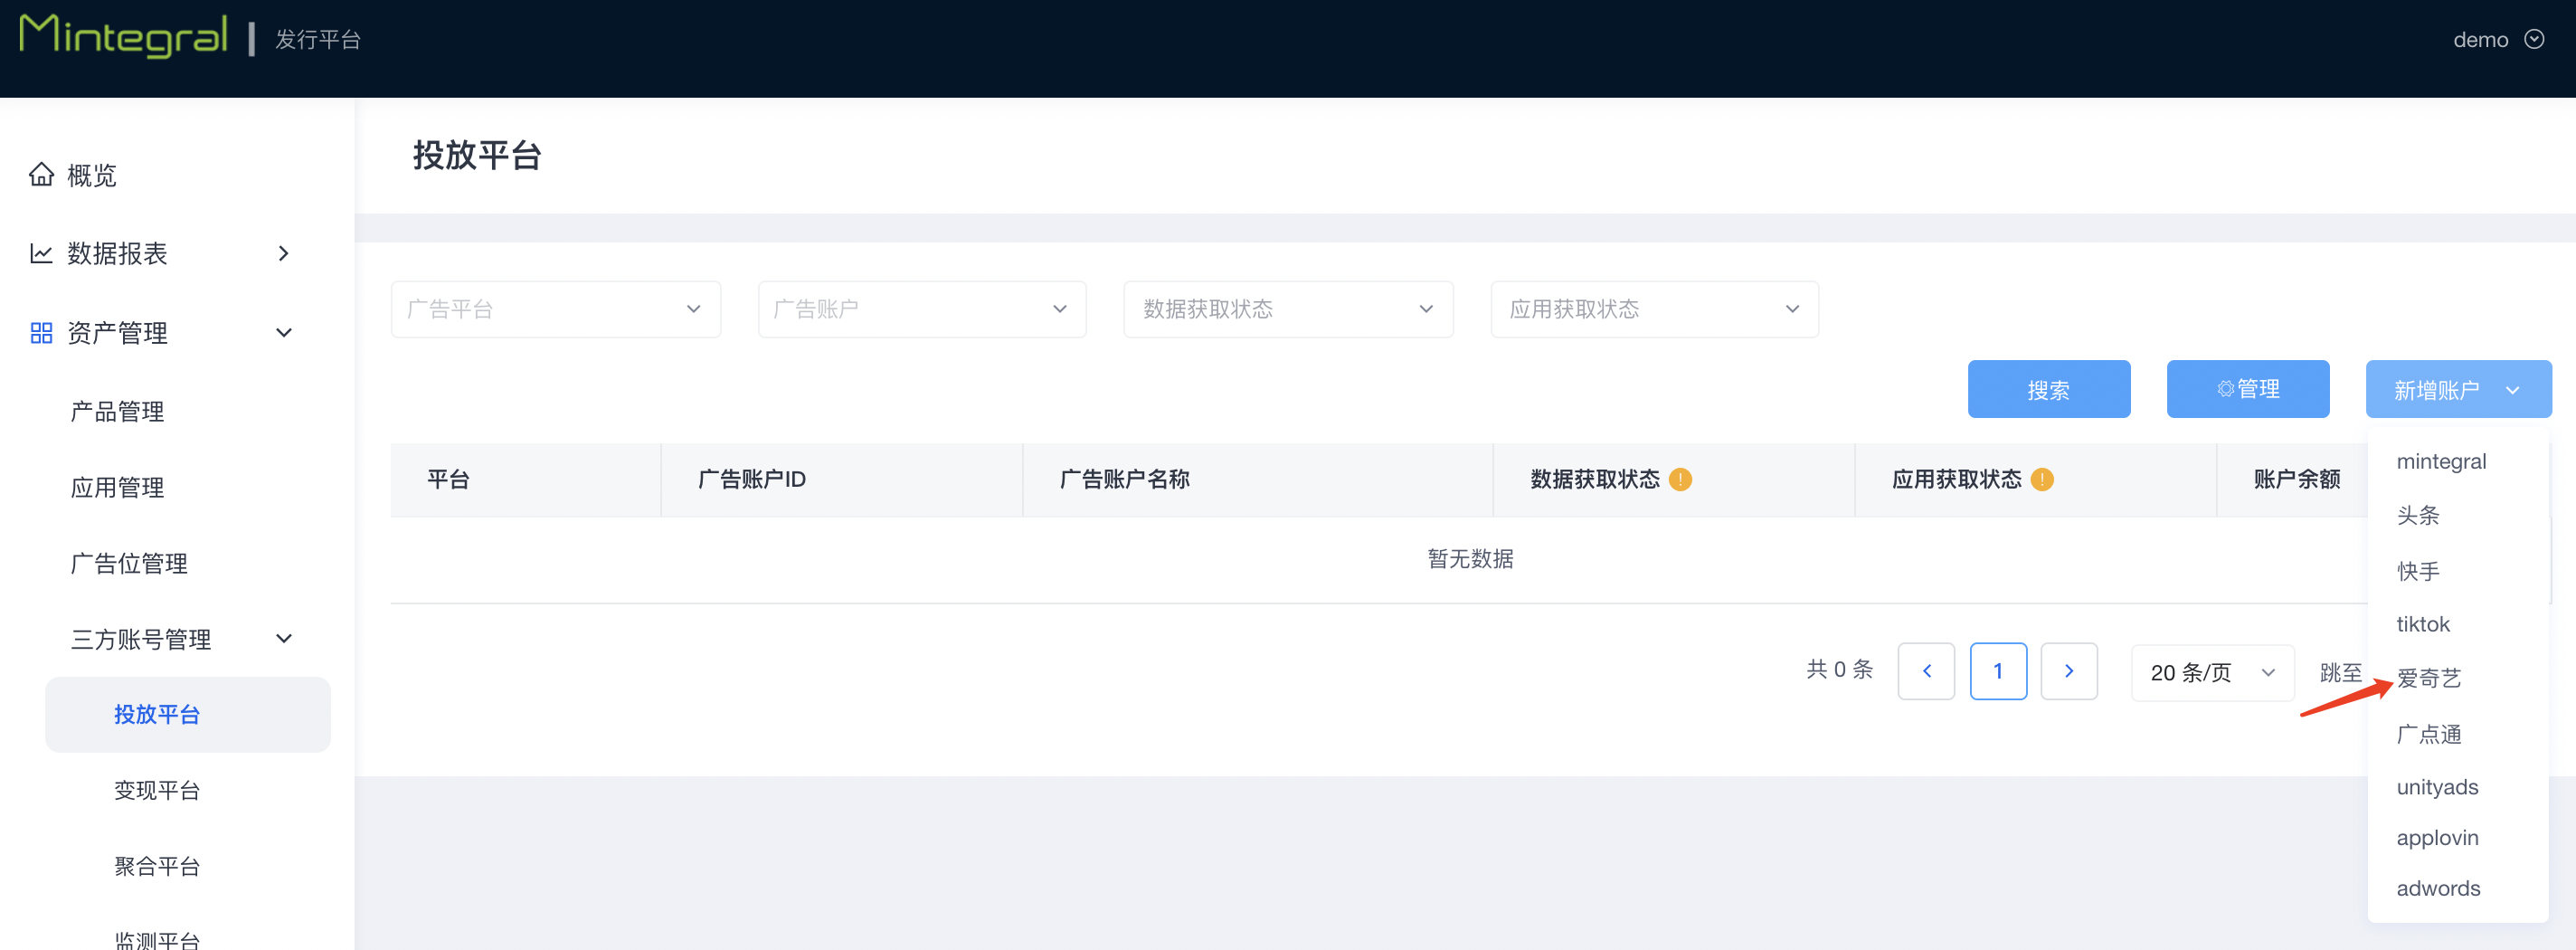 Mintegral
发行平台
demo
概览
数据报表
资产管理
产品管理
应用管理
广告位管理
三方账号管理
投放平台
变现平台
聚合平台
监测平台
投放平台
广告平台
广告账户
数据获取状态
应用获取状态
搜索
管理
新增账户
平台
广告账户ID
广告账户名称
数据获取状态
应用获取状态
账户余额
暂无数据
共 0 条
1
20 条/页
跳至
mintegral
头条
快手
tiktok
爱奇艺
广点通
unityads
applovin
adwords